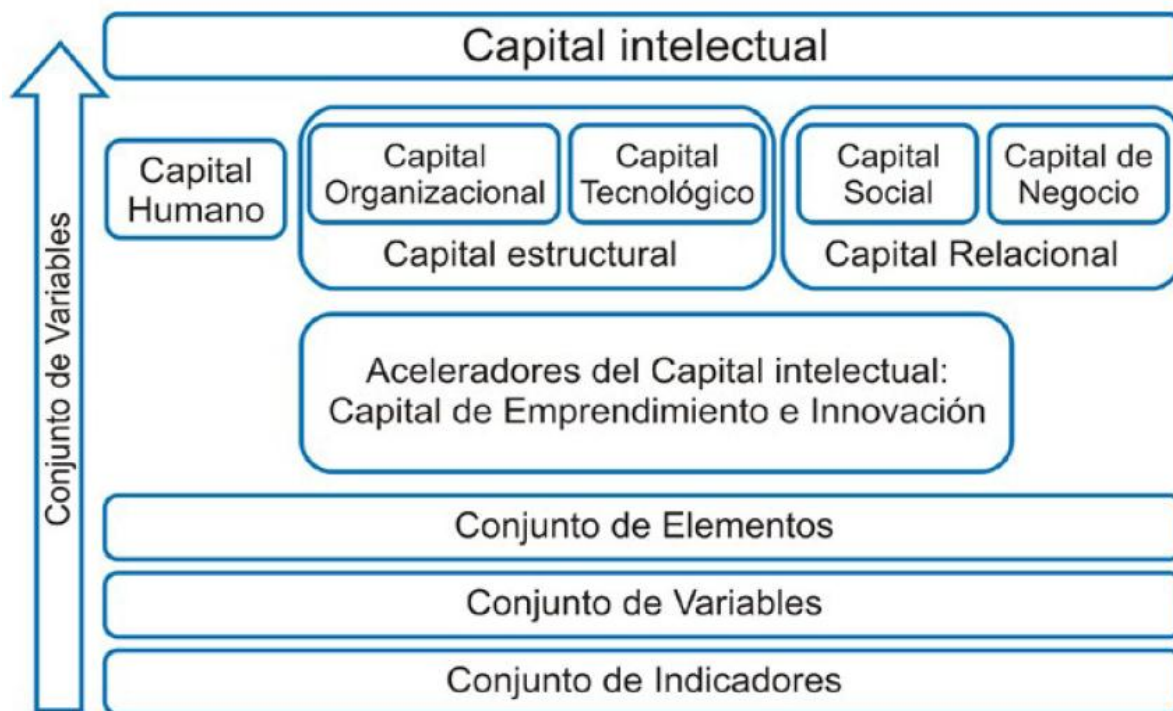 Capital intelectual
Capital
Humano
Capital
Organizacional
Capital
Tecnológico
Capital estructural
Capital
Social
Capital de
Negocio
Capital Relacional
Aceleradores del Capital intelectual:
Capital de Emprendimiento e Innovación
Conjunto de Elementos
Conjunto de Variables
Conjunto de Indicadores
Conjunto de Variables